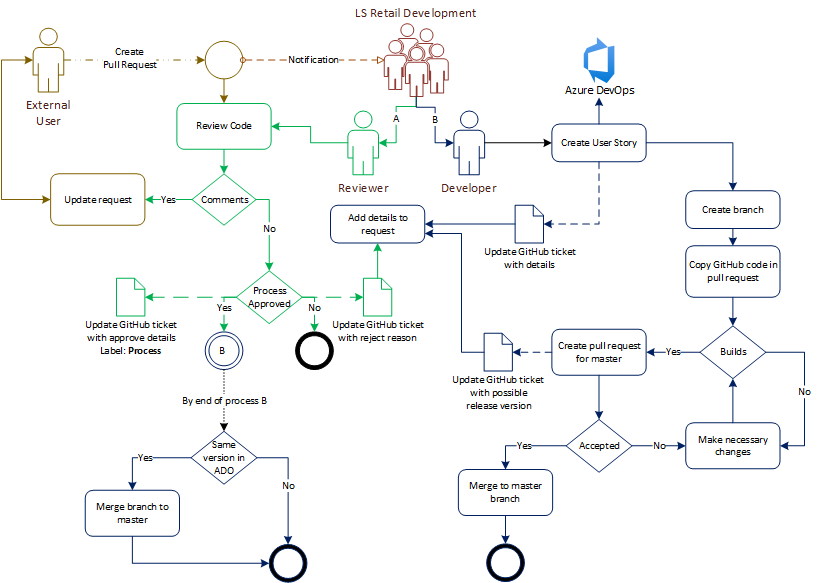 LS Retail Development
Create
Pull Request
Notification
External
User
Azure DevOps
A
B
Review Code
Create User Story
Reviewer
Developer
Update request
Yes
Comments
No
Add details to
request
Create branch
Update GitHub ticket
with details
Copy GitHub code in
pull request
Process
Approved
Yes
No
Update GitHub ticket
with approve details
Label: Process
Update GitHub ticket
with reject reason
B
Create pull request
for master
Yes
Builds
No
Update GitHub ticket
with possible
release version
By end of process B
Same
version in
ADO
Yes
No
Yes
Accepted
No
Make necessary
changes
Merge branch to
master
Merge to master
branch